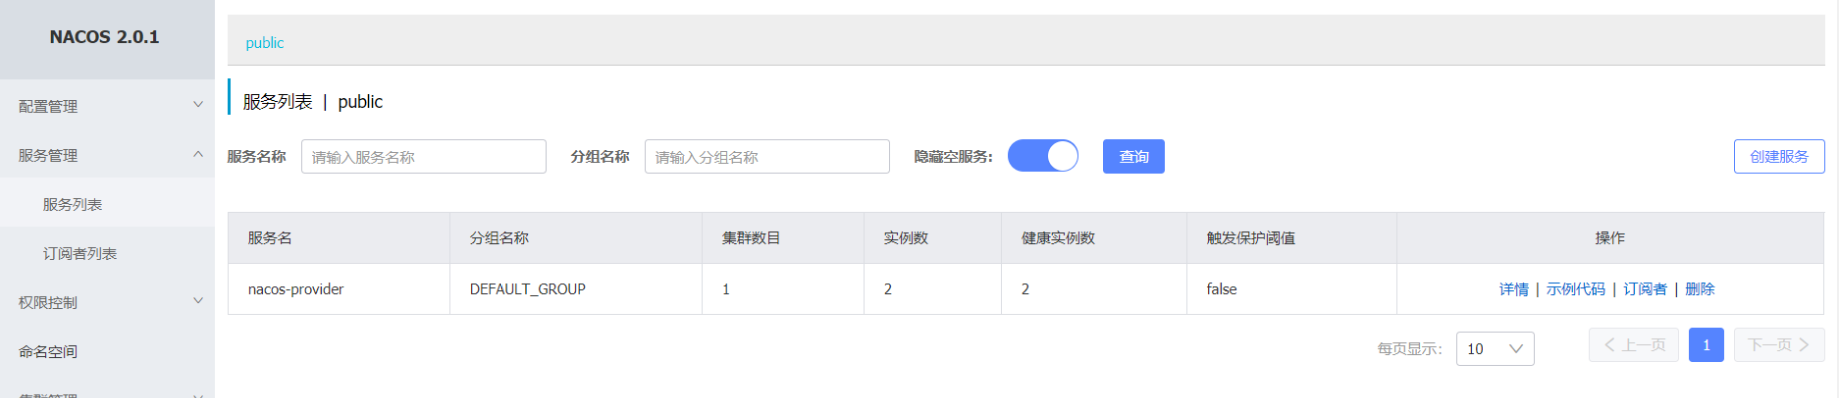 NACOS 2.0.1
配置管理
服务管理
服务列表
订阅者列表
权限控制
命名空间
public
服务列表 | public
服务名称 请输入服务名称 分组名称 请输入分组名称 隐藏空服务: 查询 创建服务
服务名 分组名称 集群数目 实例数 健康实例数 触发保护阈值 操作
nacos-provider DEFAULT_GROUP 1 2 2 false 详情 | 示例代码 | 订阅者 | 删除
每页显示: 10 上一页 1 下一页